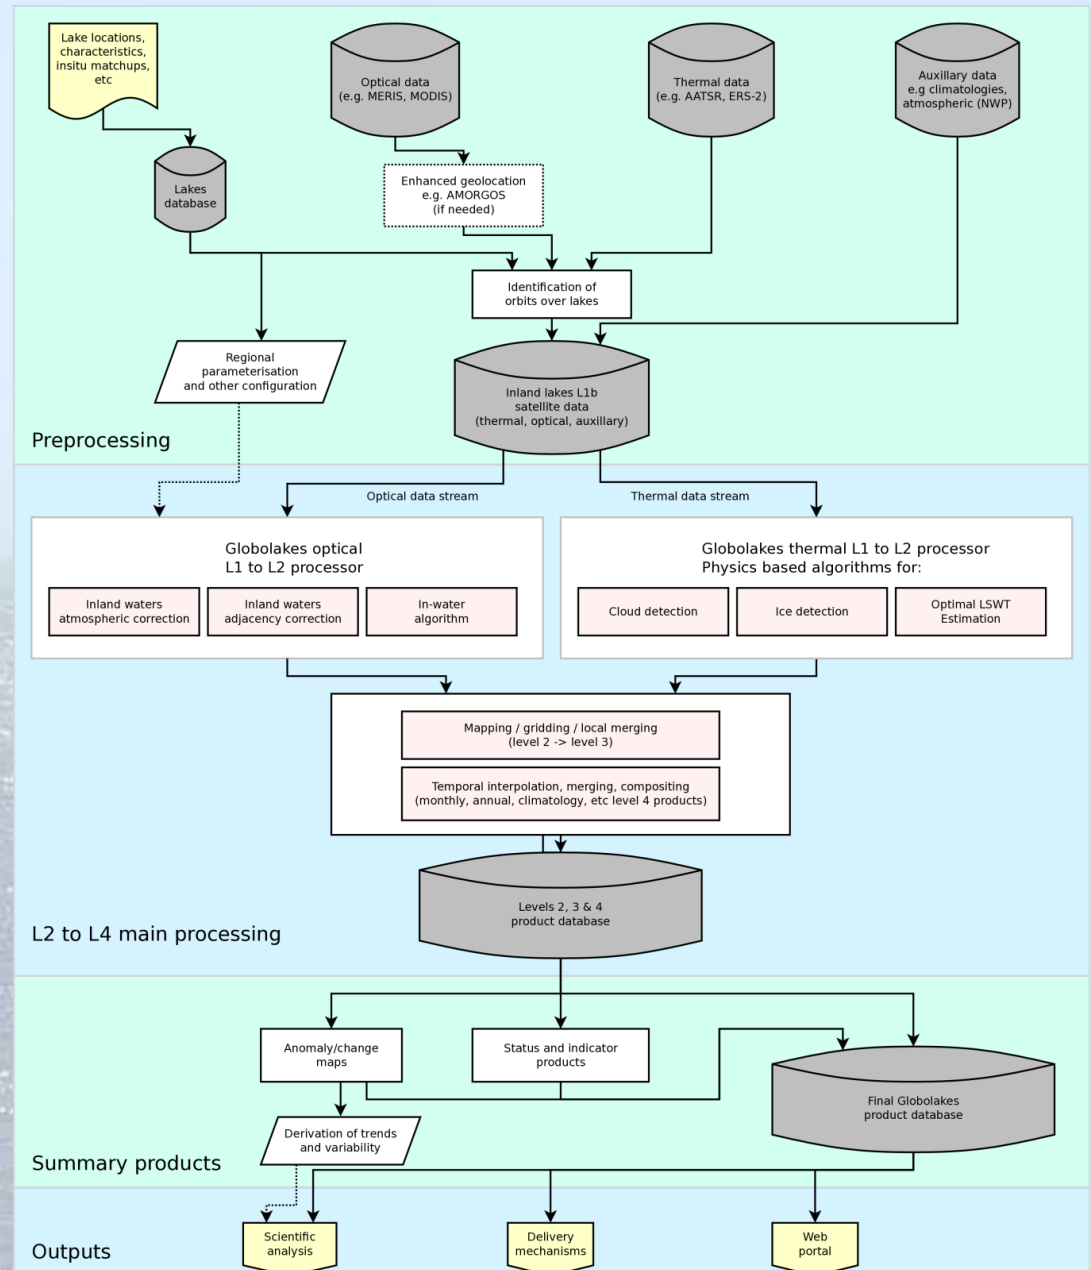 Lake locations,
characteristics,
insitu matchups,
etc
Optical data
(e.g. MERIS, MODIS)
Thermal data
(e.g. AATSR, ERS-2)
Auxillary data
e.g climatologies,
atmospheric (NWP)
Lakes
database
Enhanced geolocation
e.g. AMORGOS
(if needed)
Identification of
orbits over lakes
Regional
parameterisation
and other configuration
Inland lakes L1b
satellite data
(thermal, optical, auxillary)
Preprocessing
Optical data stream
Thermal data stream
Globolakes optical
L1 to L2 processor
Inland waters
atmospheric correction
Inland waters
adjacency correction
In-water
algorithm
Globolakes thermal L1 to L2 processor
Physics based algorithms for:
Cloud detection
Ice detection
Optimal LSWT
Estimation
Mapping / gridding / local merging
(level 2 -> level 3)
Temporal interpolation, merging, compositing
(monthly, annual, climatology, etc level 4 products)
Levels 2, 3 & 4
product database
L2 to L4 main processing
Anomaly/change
maps
Status and indicator
products
Final Globolakes
product database
Derivation of trends
and variability
Summary products
Scientific
analysis
Delivery
mechanisms
Web
portal
Outputs